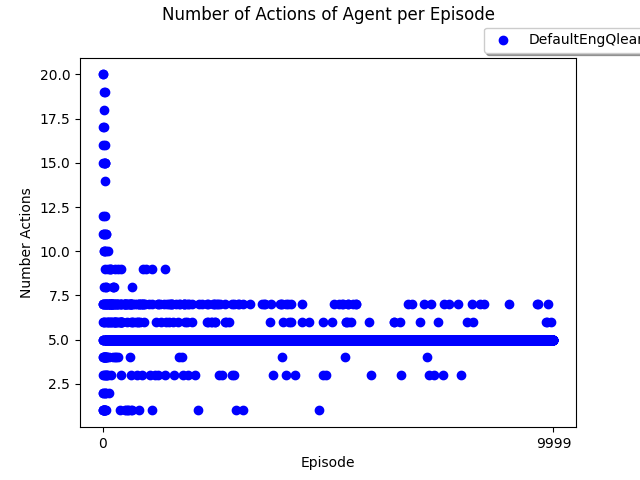 Number of Actions of Agent per Episode
DefaultEngQlear
20.0
17.5
15.0
12.5
10.0
7.5
5.0
2.5
Number Actions
0
9999
Episode